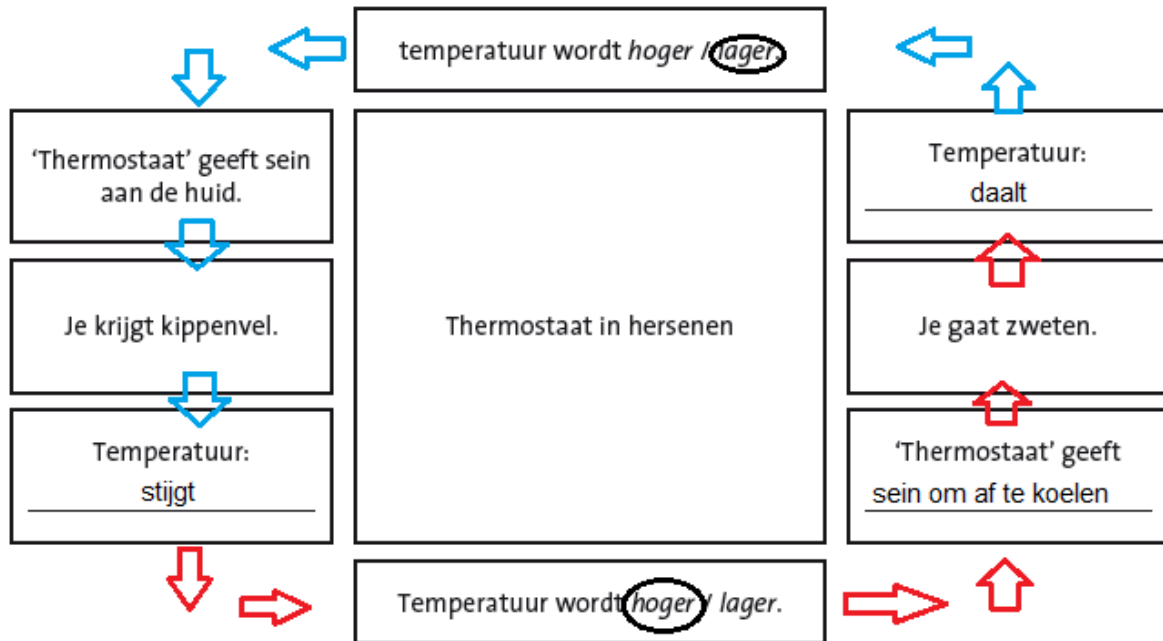 temperatuur wordt hoger / lager.
'Thermostaat' geeft sein
aan de huid.
Je krijgt kippenvel.
Temperatuur:
stijgt
Thermostaat in hersenen
Temperatuur:
daalt
Je gaat zweten.
'Thermostaat' geeft
sein om af te koelen
Temperatuur wordt hoger / lager.